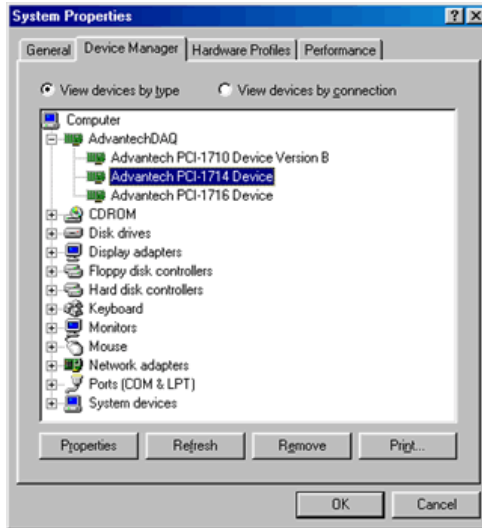 System Properties
General Device Manager Hardware Profiles Performance
View devices by type View devices by connection
Computer
AdvantechDAQ
Advantech PCI-1710 Device Version B
Advantech PCI-1714 Device
Advantech PCI-1716 Device
CDROM
Disk drives
Display adapters
Floppy disk controllers
Hard disk controllers
Keyboard
Monitors
Mouse
Network adapters
Ports (COM & LPT)
System devices
Properties Refresh Remove Print...
OK Cancel